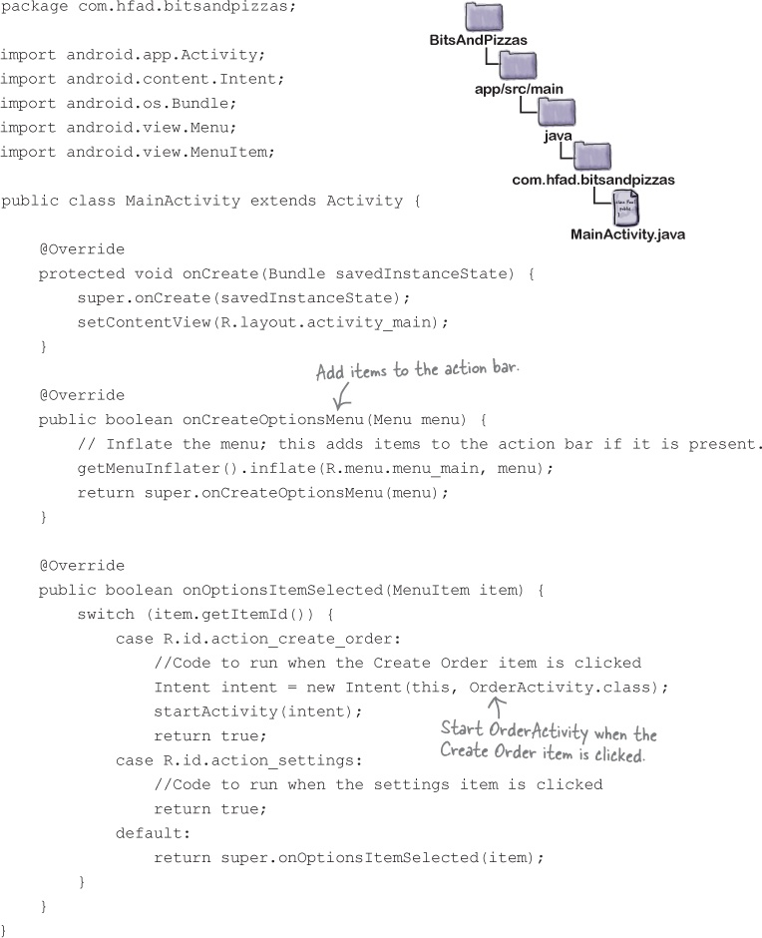 package com.hfad.bitsandpizzas;
BitsAndPizzas
import android.app.Activity;
import android.content.Intent;
import android.os.Bundle;
import android.view.Menu;
import android.view.MenuItem;
app/src/main
java
com.hfad.bitsandpizzas
MainActivity.java
public class MainActivity extends Activity {
@Override
protected void onCreate(Bundle savedInstanceState) {
super.onCreate(savedInstanceState);
setContentView(R.layout.activity_main);
}
Add items to the action bar.
@Override
public boolean onCreateOptionsMenu(Menu menu) {
// Inflate the menu; this adds items to the action bar if it is present.
getMenuInflater().inflate(R.menu.menu_main, menu);
return super.onCreateOptionsMenu(menu);
}
@Override
public boolean onOptionsItemSelected(MenuItem item) {
switch (item.getItemId()) {
case R.id.action_create_order:
//Code to run when the Create Order item is clicked
Intent intent = new Intent(this, OrderActivity.class);
startActivity(intent);
return true;
Start OrderActivity when the
Create Order item is clicked.
case R.id.action_settings:
//Code to run when the settings item is clicked
return true;
default:
return super.onOptionsItemSelected(item);
}
}
}